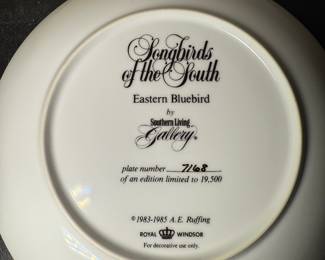 Songbirds
of the South
Eastern Bluebird
by
Southern Living
Gallery®
plate number 7168
of an edition limited to 19,500
©1983-1985 A.E. Ruffing
ROYAL WINDSOR
For decorative use only.